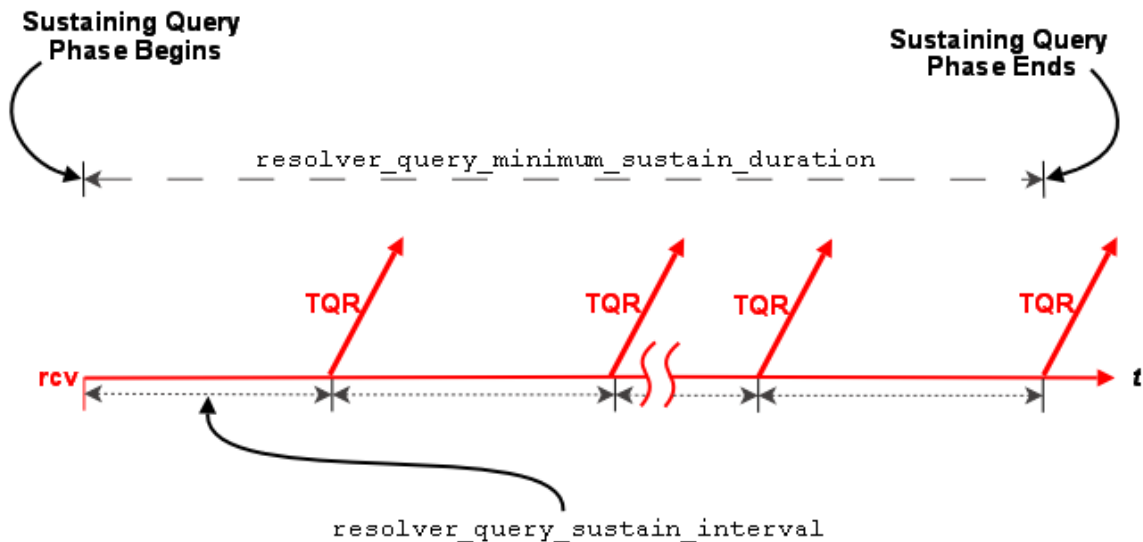 Sustaining Query
Phase Begins
Sustaining Query
Phase Ends
resolver_query_minimum_sustain_duration
TQR
TQR
TQR
TQR
rcv
t
resolver_query_sustain_interval